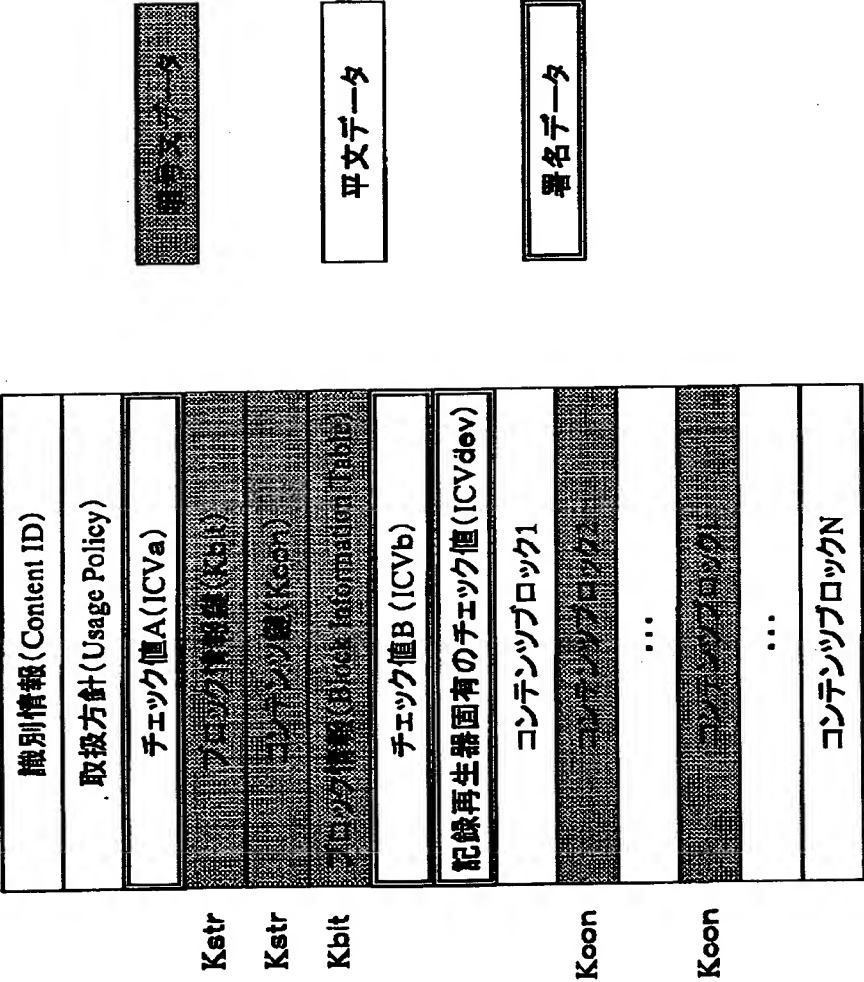 識別情報(Content ID)
取扱方針(Usage Policy)
チェック値A(ICVa)
Kstr ブロック情報鍵(Kbit)
Kstr コンテンツ鍵(Kcon)
Kbit ブロック情報(Block Information Table)
チェック値B (ICVb)
記録再生器固有のチェック値(ICVdev)
コンテンツブロック1
Kcon コンテンツブロック2
...
Kcon コンテンツブロック
...
コンテンツブロックN
暗号文データ
平文データ
署名データ